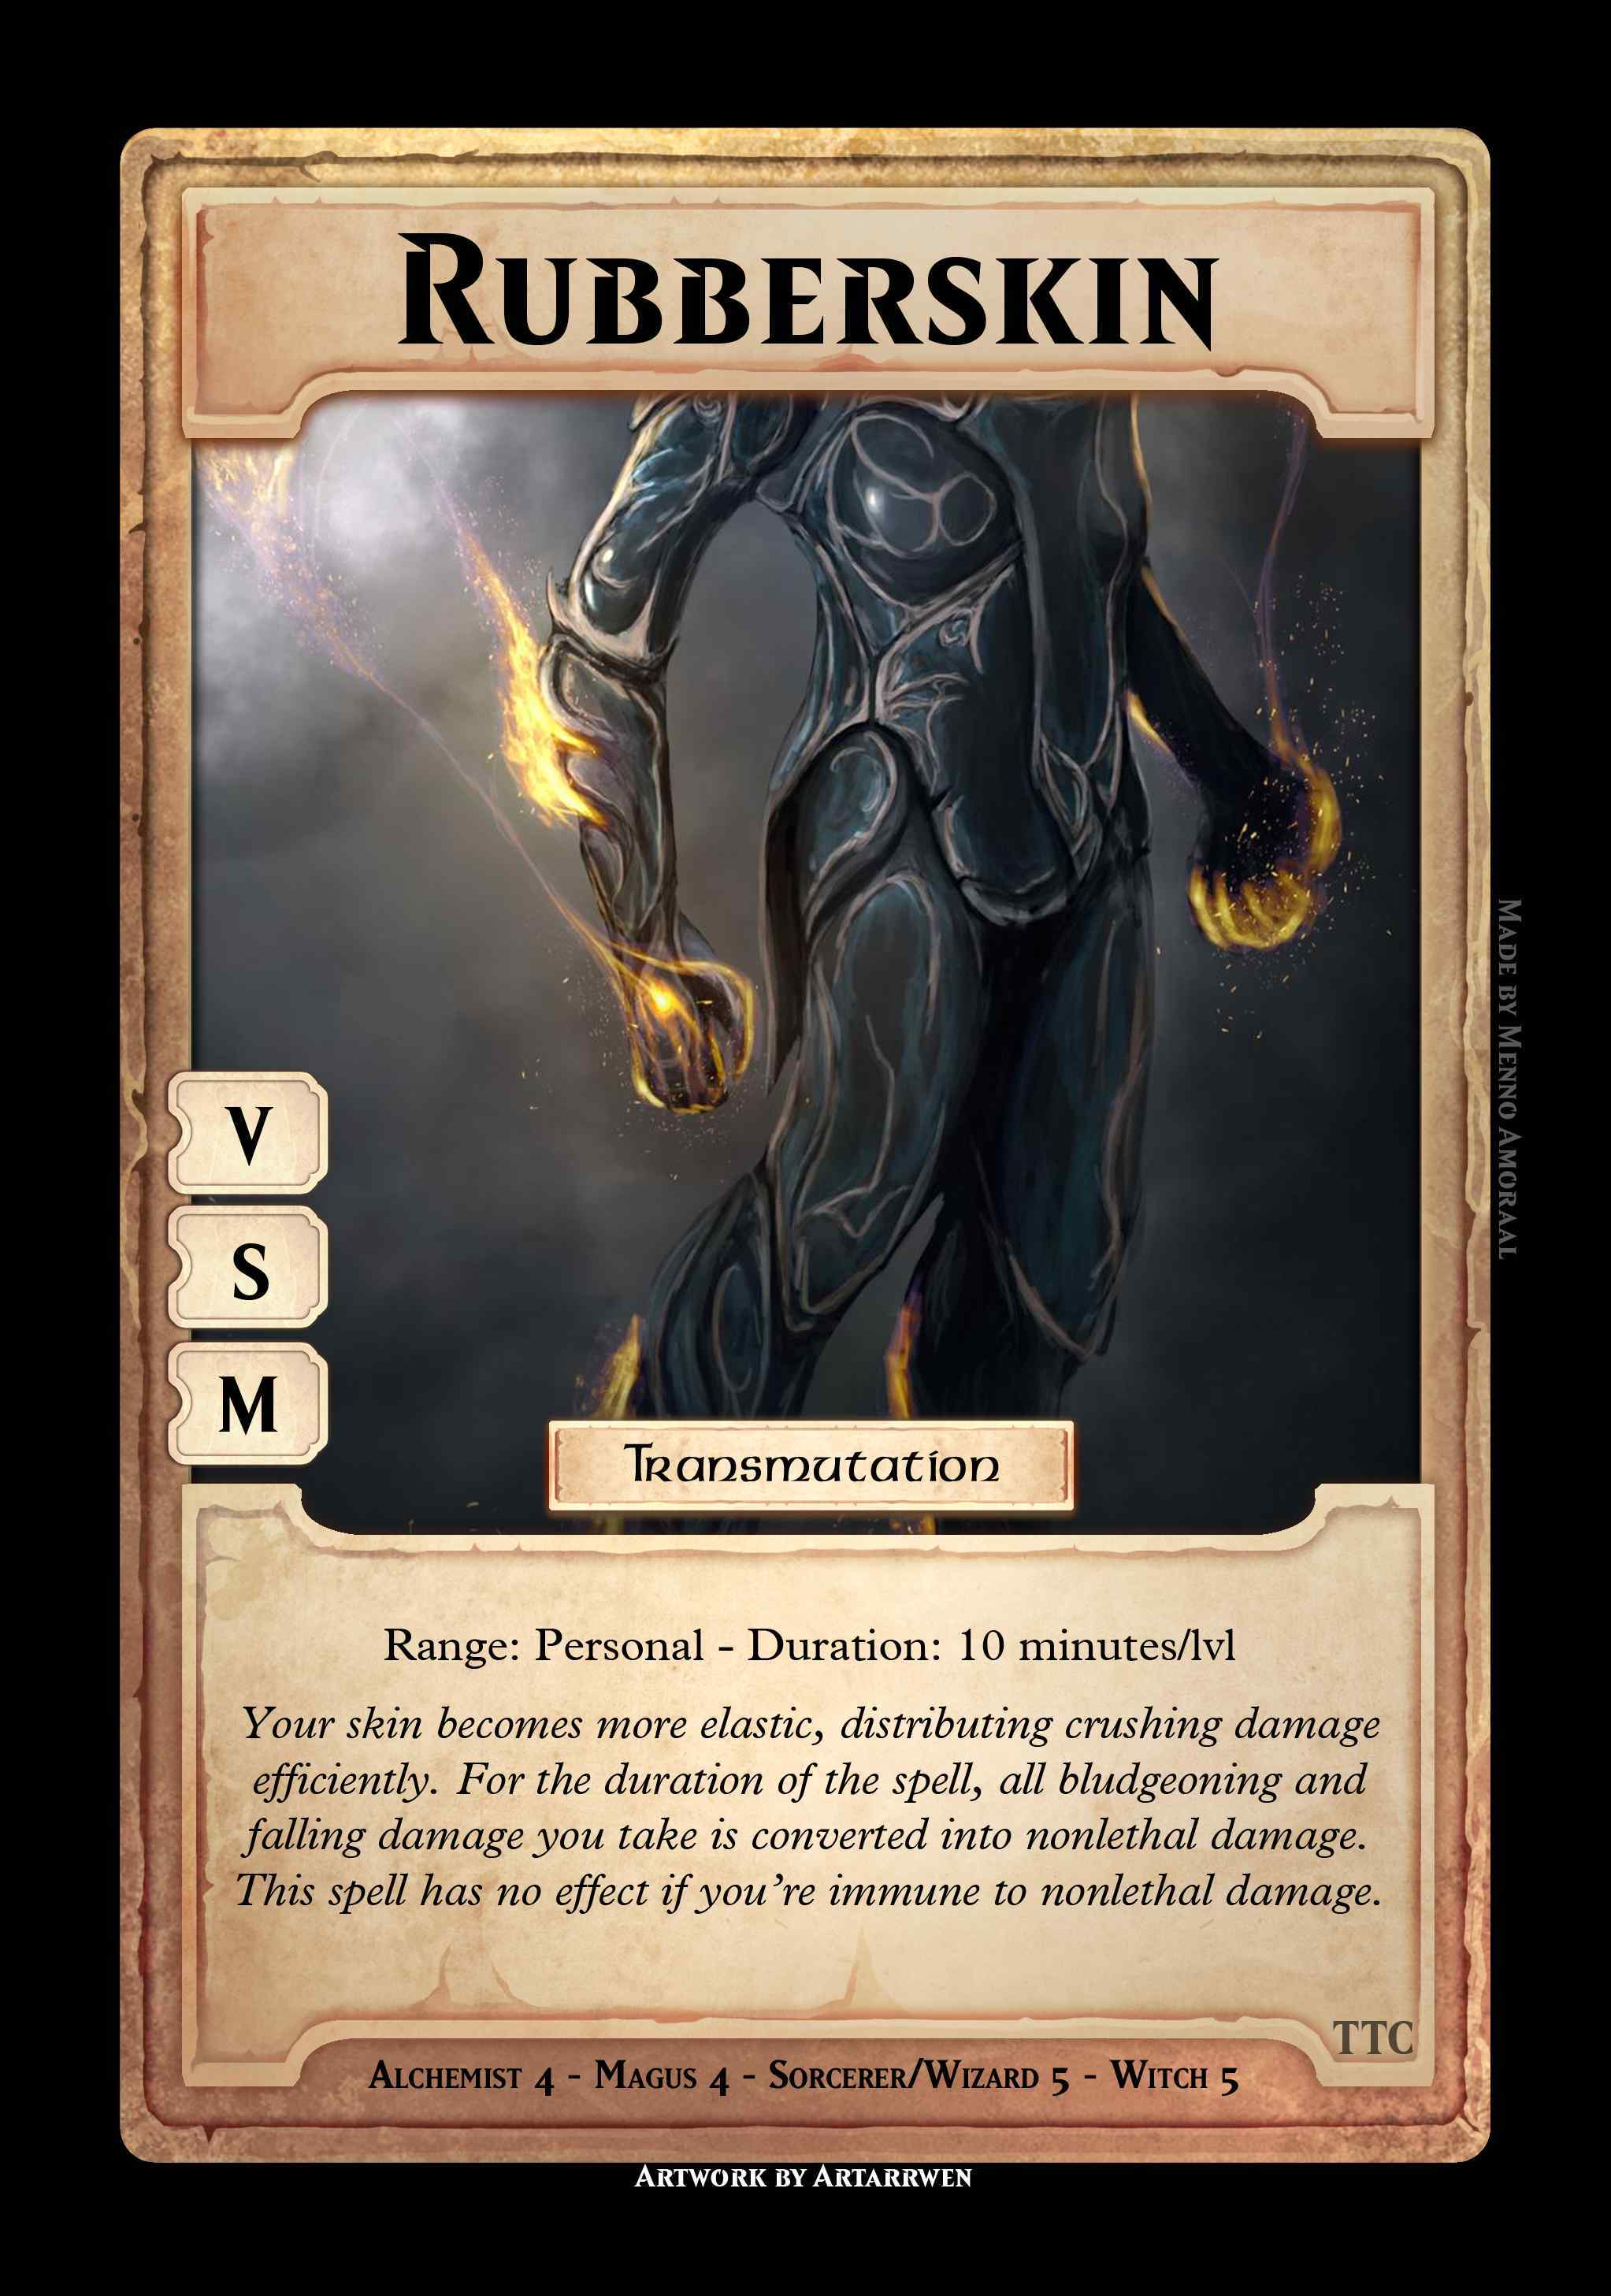 Rubberskin
Made by Menno Amoraal
V
S
M
Transmutation
Range: Personal - Duration: 10 minutes/lvl
Your skin becomes more elastic, distributing crushing damage
efficiently. For the duration of the spell, all bludgeoning and
falling damage you take is converted into nonlethal damage.
This spell has no effect if you're immune to nonlethal damage.
TTC
Alchemist 4 - Magus 4 - Sorcerer/Wizard 5 - Witch 5
Artwork by Artarrwen